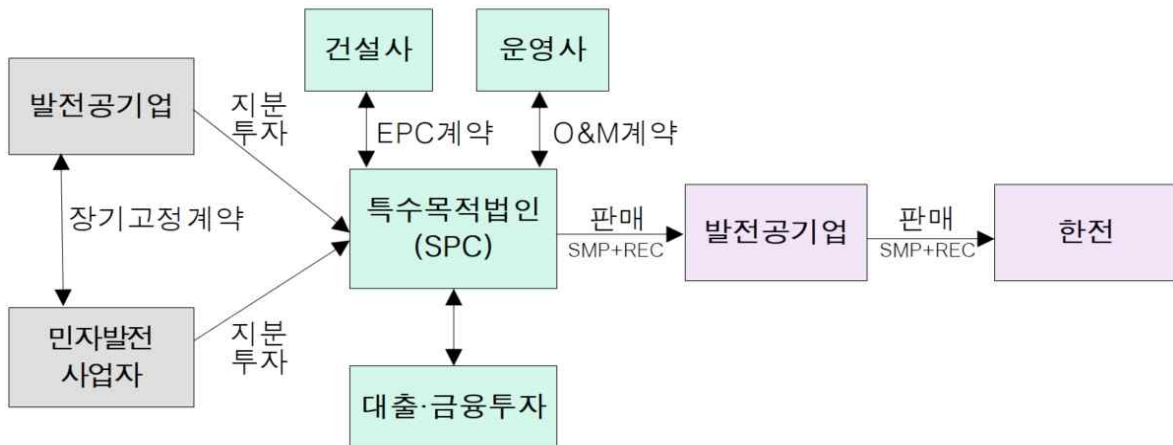 건설사
운영사
발전공기업
지분
투자
EPC계약
O&M계약
장기고정계약
특수목적법인
(SPC)
판매
SMP+REC
발전공기업
판매
SMP+REC
한전
민자발전
사업자
지분
투자
대출·금융투자